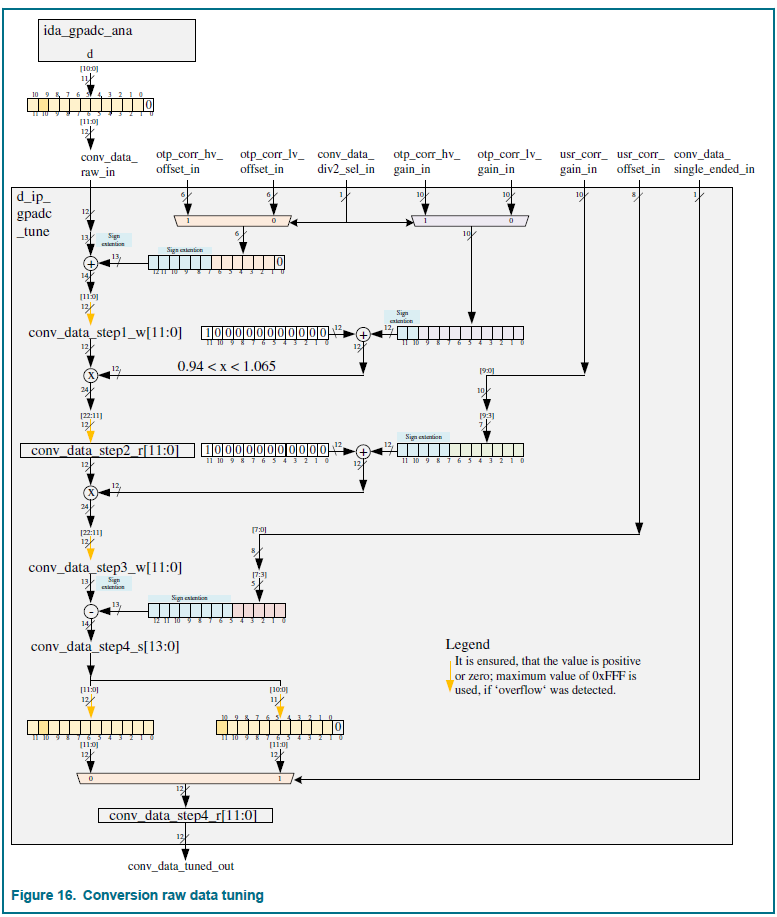 ida_gpadc_ana
d
[10:0]
11
10 9 8 7 6 5 4 3 2 1 0
0
11 10 9 8 7 6 5 4 3 2 1 0
[11:0]
12
conv_data_
raw_in
otp_corr_hv_
offset_in
otp_corr_lv_
offset_in
conv_data_
div2_sel_in
otp_corr_hv_
gain_in
otp_corr_lv_
gain_in
usr_corr_
gain_in
usr_corr_
offset_in
conv_data_
single_ended_in
d_ip_
gpadc
_tune
12
6
6
1
10
10
10
8
1
1 0
1 0
6
10
13
Sign
extention
Sign extention
13
0
12 11 10 9 8 7 6 5 4 3 2 1 0
+
14
[11:0]
12
conv_data_step1_w[11:0]
1 0 0 0 0 0 0 0 0 0 0 0
11 10 9 8 7 6 5 4 3 2 1 0
12
+
12
Sign
extention
11 10 9 8 7 6 5 4 3 2 1 0
12
12
0.94 < x < 1.065
X
12
24
[9:0]
10
[9:3]
7
[22:11]
12
conv_data_step2_r[11:0]
1 0 0 0 0 0 0 0 0 0 0 0
11 10 9 8 7 6 5 4 3 2 1 0
12
+
12
Sign extention
11 10 9 8 7 6 5 4 3 2 1 0
12
12
X
12
24
[22:11]
12
[7:0]
8
conv_data_step3_w[11:0]
[7:3]
5
13
Sign
extention
Sign extention
-
13
12 11 10 9 8 7 6 5 4 3 2 1 0
14
conv_data_step4_s[13:0]
Legend
It is ensured, that the value is positive
or zero; maximum value of 0xFFF is
used, if ‘overflow‘ was detected.
[11:0]
12
[10:0]
11
10 9 8 7 6 5 4 3 2 1 0
0
11 10 9 8 7 6 5 4 3 2 1 0
11 10 9 8 7 6 5 4 3 2 1 0
[11:0]
12
[11:0]
12
0 1
12
conv_data_step4_r[11:0]
12
conv_data_tuned_out
Figure 16. Conversion raw data tuning